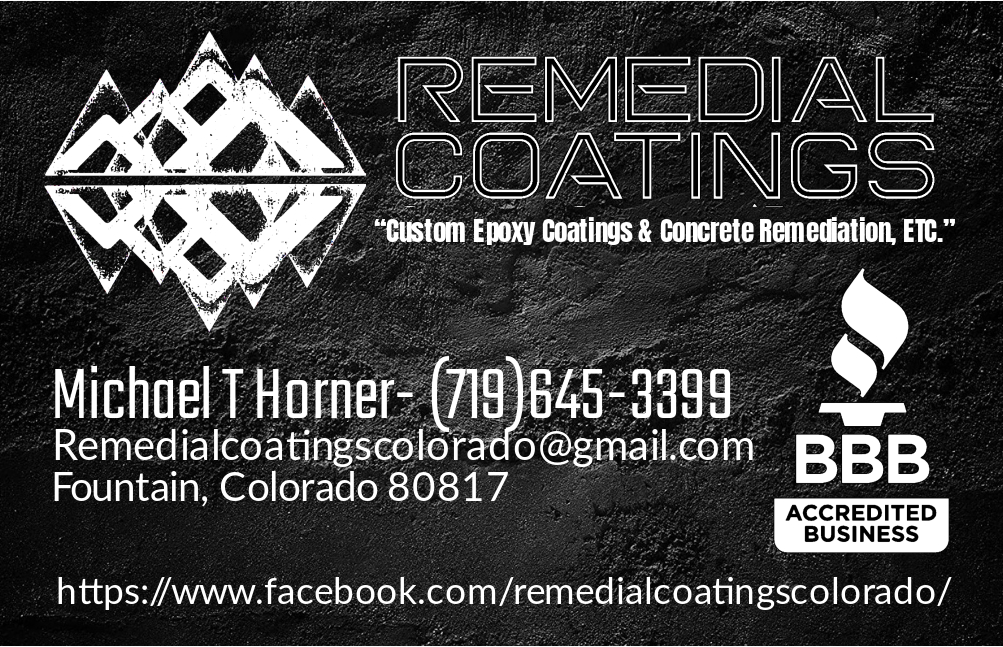 REMEDIAL
COATINGS
“Custom Epoxy Coatings & Concrete Remediation, ETC.”
Michael T Horner- (719)645-3399
Remedialcoatingscolorado@gmail.com
Fountain, Colorado 80817
BBB
ACCREDITED
BUSINESS
https://www.facebook.com/remedialcoatingscolorado/